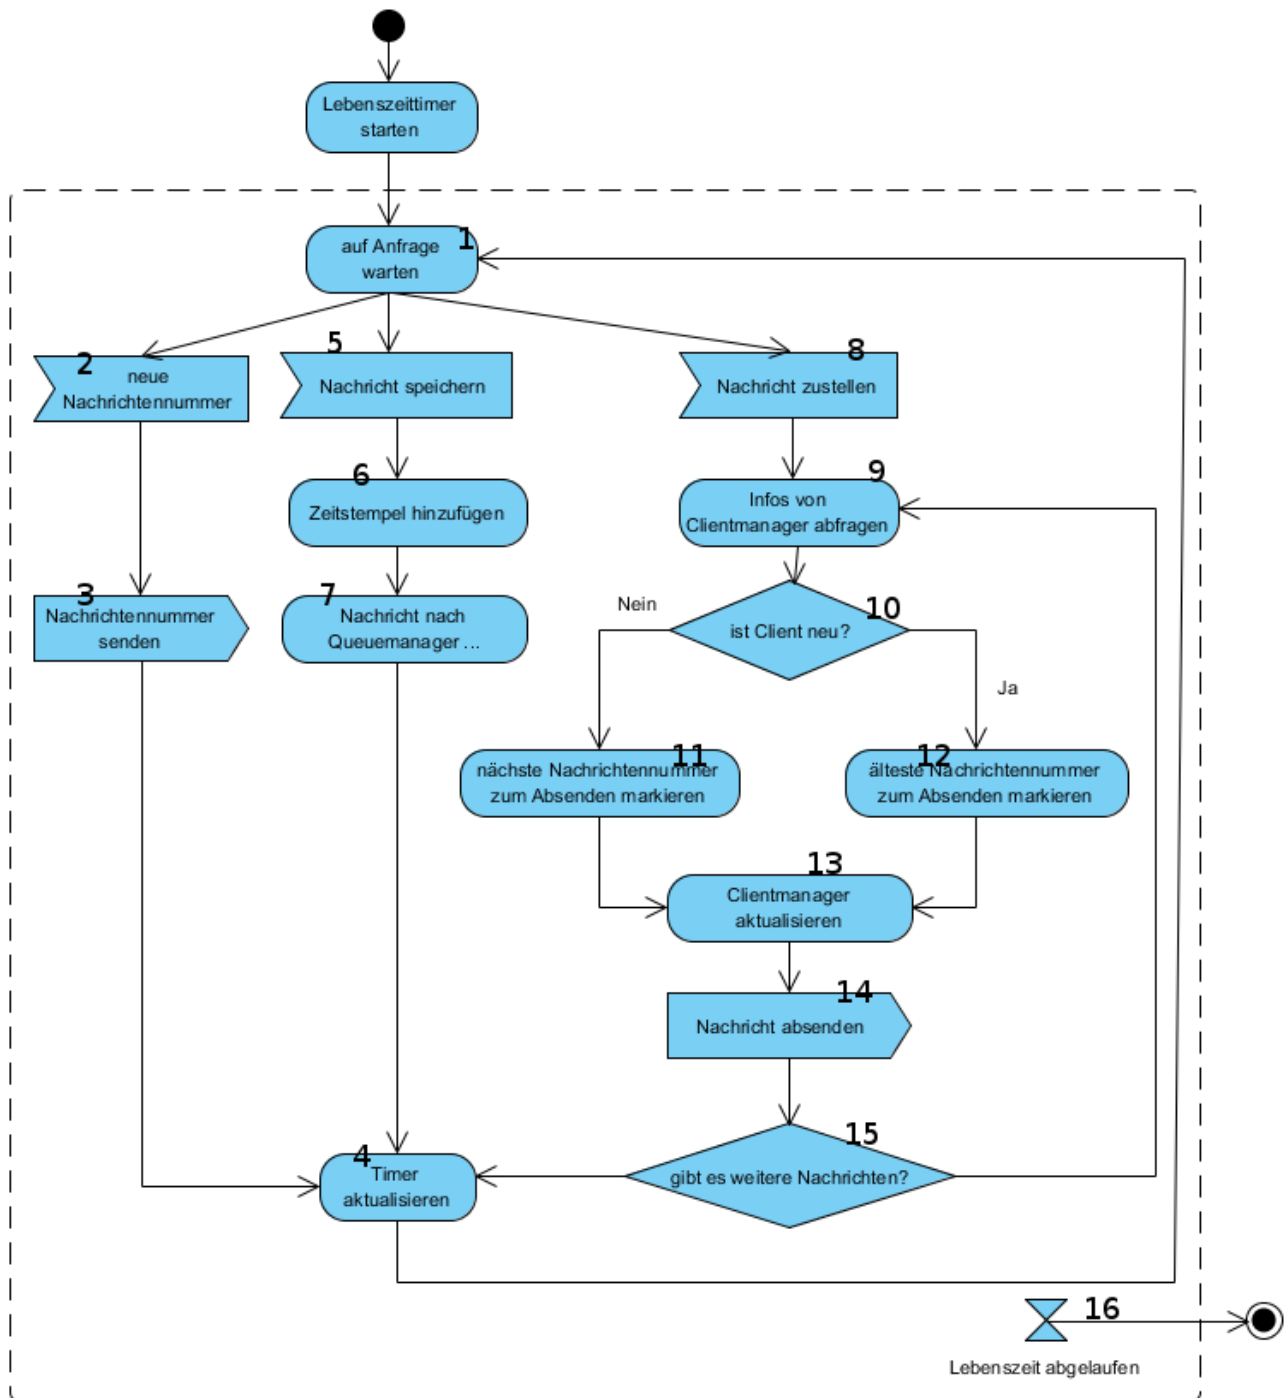 Lebenszeittimer
starten
1
auf Anfrage
warten
2
neue
Nachrichtennummer
5
Nachricht speichern
8
Nachricht zustellen
6
Zeitstempel hinzufügen
9
Infos von
Clientmanager abfragen
3
Nachrichtennummer
senden
7
Nachricht nach
Queuemanager ...
Nein
10
ist Client neu?
Ja
11
nächste Nachrichtennummer
zum Absenden markieren
12
älteste Nachrichtennummer
zum Absenden markieren
13
Clientmanager
aktualisieren
14
Nachricht absenden
4
Timer
aktualisieren
15
gibt es weitere Nachrichten?
16
Lebenszeit abgelaufen